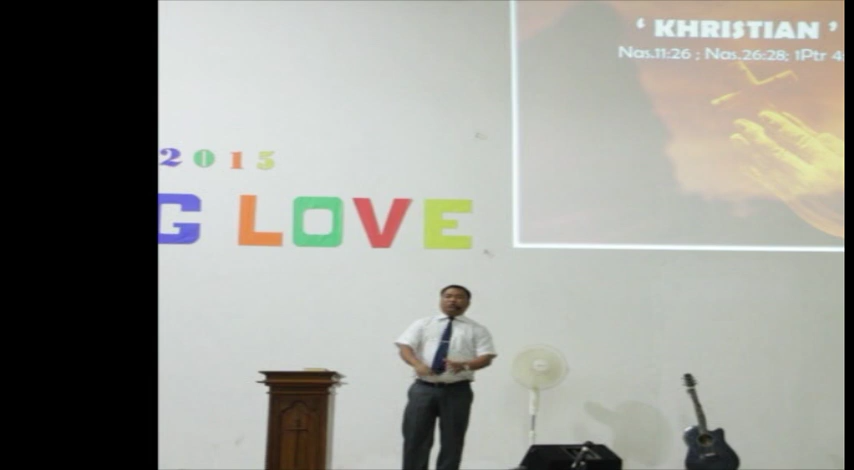 ‘ KHRISTIAN ’
Nas.11:26 ; Nas.26:28; 1Ptr 4:
2015
G LOVE